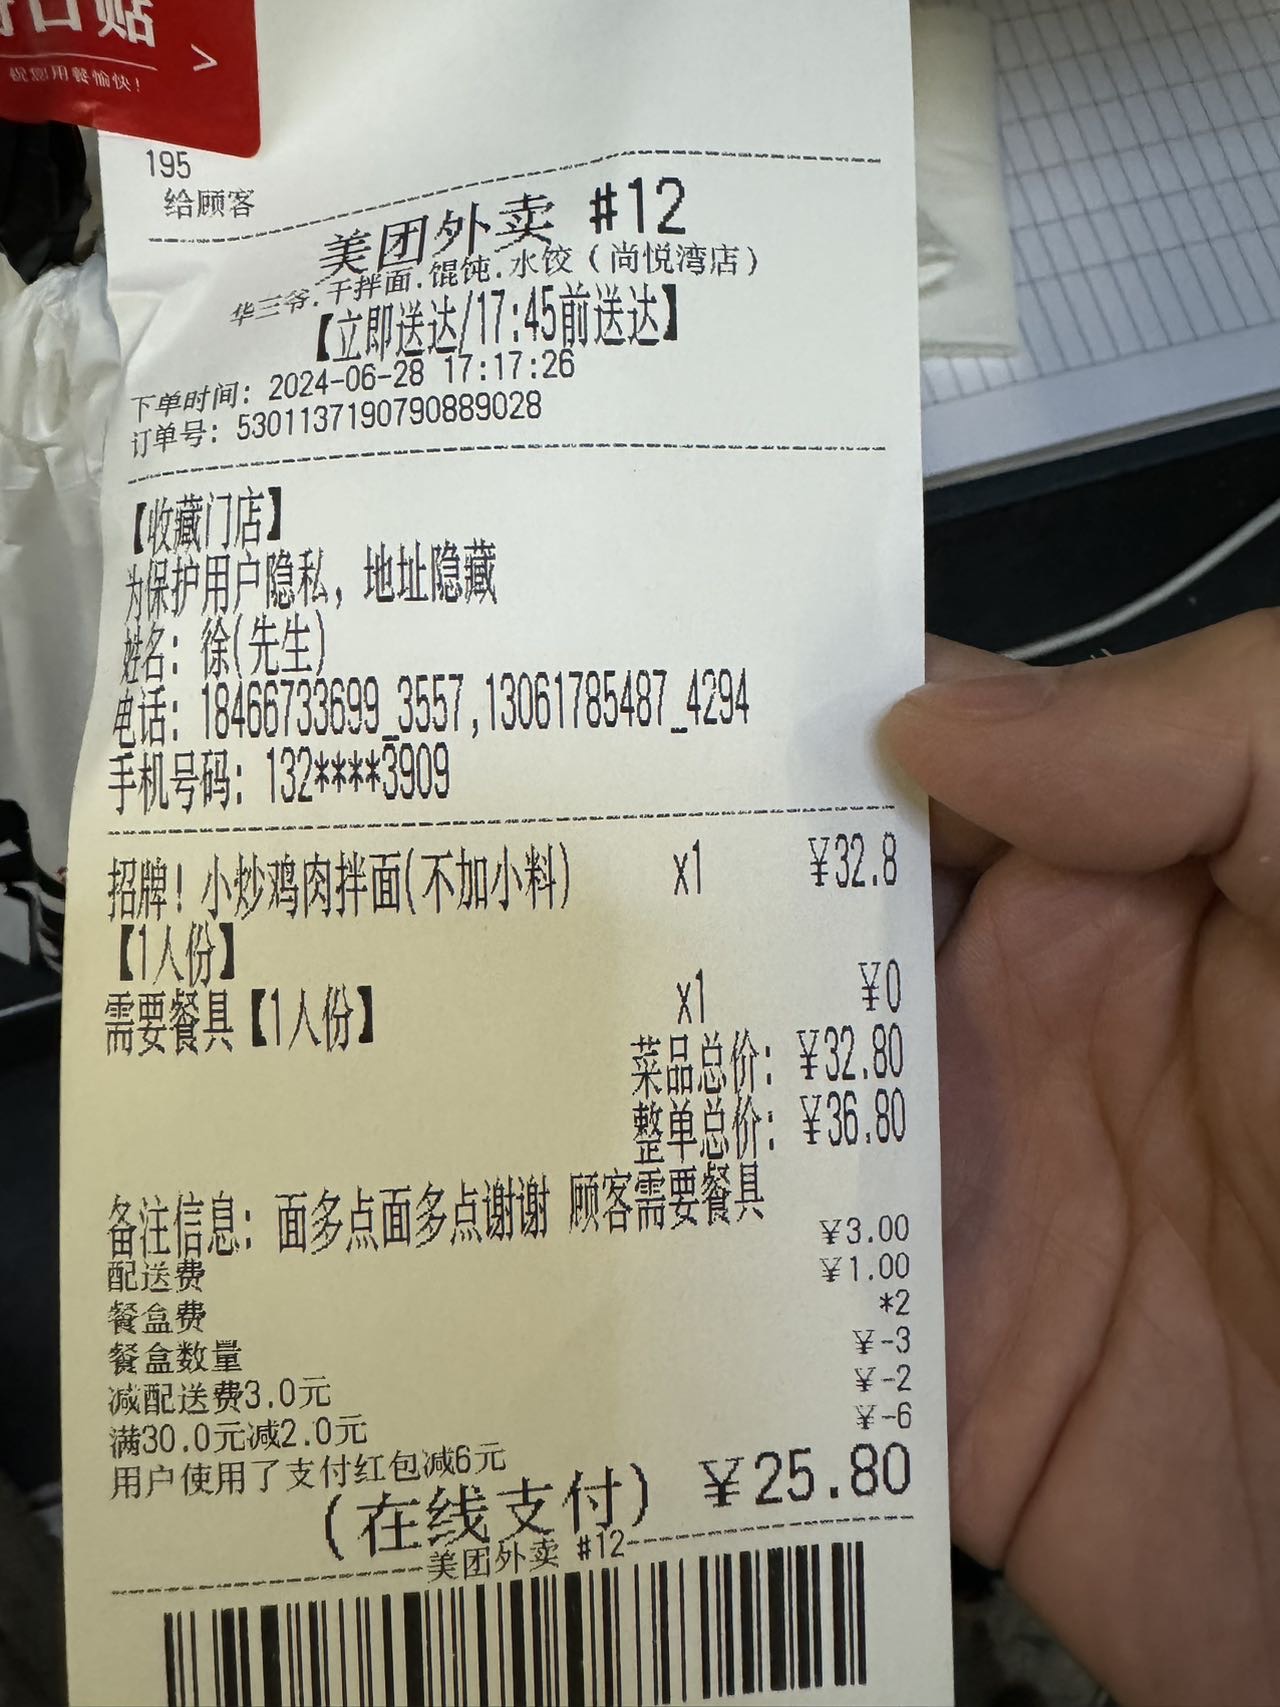 口贴
祝您用餐愉快!
>
195
给顾客
美团外卖 #12
华三爷.干拌面.馄饨.水饺(尚悦湾店)
【立即送达/17:45前送达】
下单时间: 2024-06-28 17:17:26
订单号: 5301137190790889028
【收藏门店】
为保护用户隐私, 地址隐藏
姓名: 徐(先生)
电话: 18466733699_3557,13061785487_4294
手机号码: 132****3909
招牌! 小炒鸡肉拌面(不加小料) x1 ¥32.8
【1人份】
需要餐具【1人份】 x1 ¥0
菜品总价: ¥32.80
整单总价: ¥36.80
备注信息: 面多点面多点谢谢 顾客需要餐具
配送费 ¥3.00
餐盒费 ¥1.00
餐盒数量 *2
减配送费3.0元 ¥-3
满30.0元减2.0元 ¥-2
用户使用了支付红包减6元 ¥-6
(在线支付) ¥25.80
美团外卖 #12